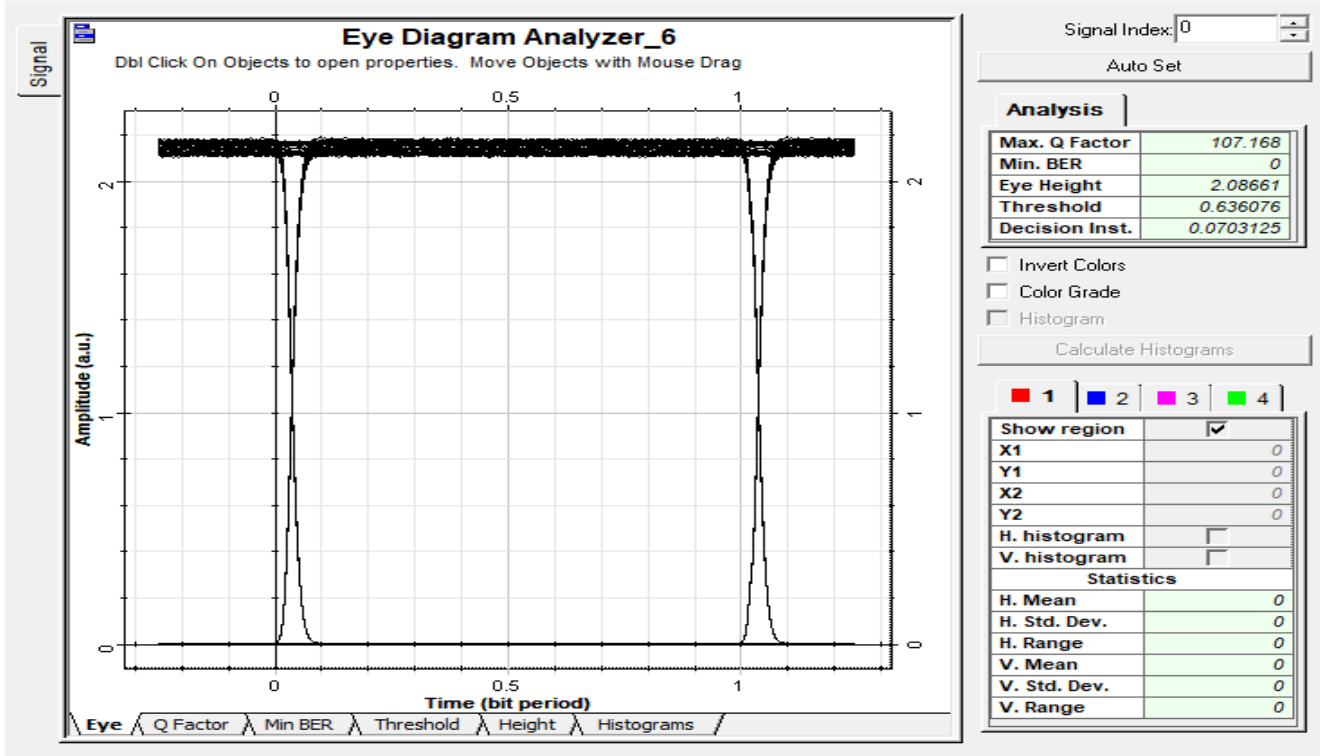 Signal
Eye Diagram Analyzer_6
Dbl Click On Objects to open properties. Move Objects with Mouse Drag
0 0.5 1
2 2
1 1
0 0
Amplitude (a.u.)
0 0.5 1
Time (bit period)
Eye Q Factor Min BER Threshold Height Histograms
Signal Index: 0
Auto Set
Analysis
Max. Q Factor 107.168
Min. BER 0
Eye Height 2.08661
Threshold 0.636076
Decision Inst. 0.0703125
Invert Colors
Color Grade
Histogram
Calculate Histograms
1 2 3 4
Show region
X1 0
Y1 0
X2 0
Y2 0
H. histogram
V. histogram
Statistics
H. Mean 0
H. Std. Dev. 0
H. Range 0
V. Mean 0
V. Std. Dev. 0
V. Range 0